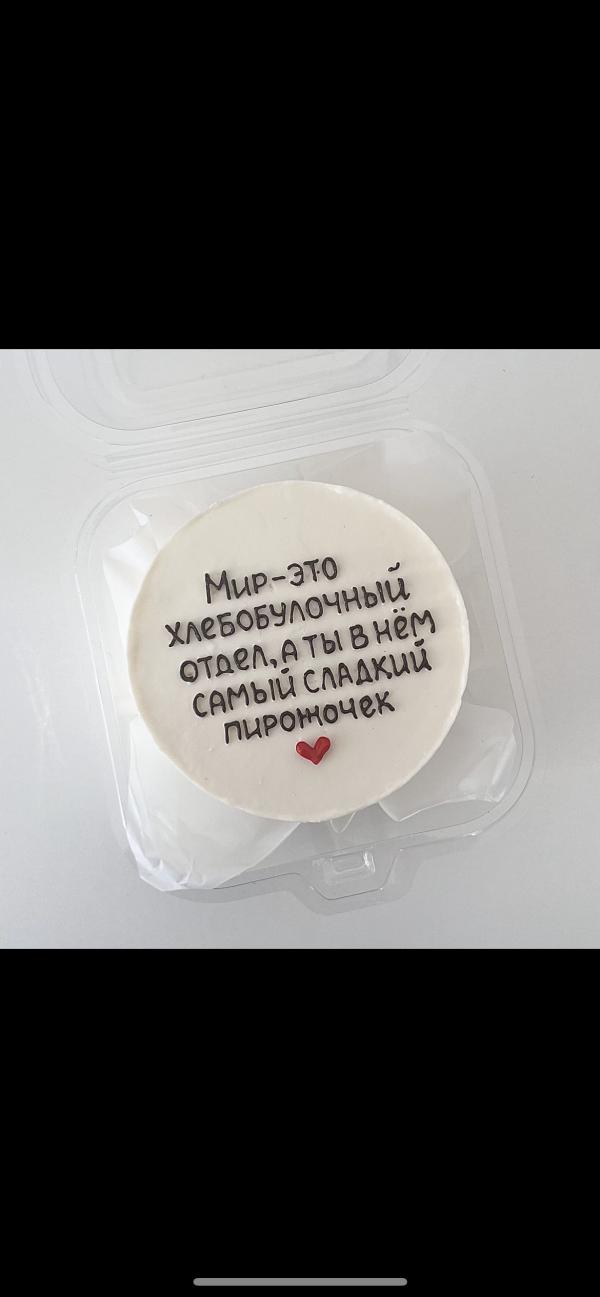 Мир-это
хлебобулочный
отдел, а ты в нём
самый сладкий
пирожочек